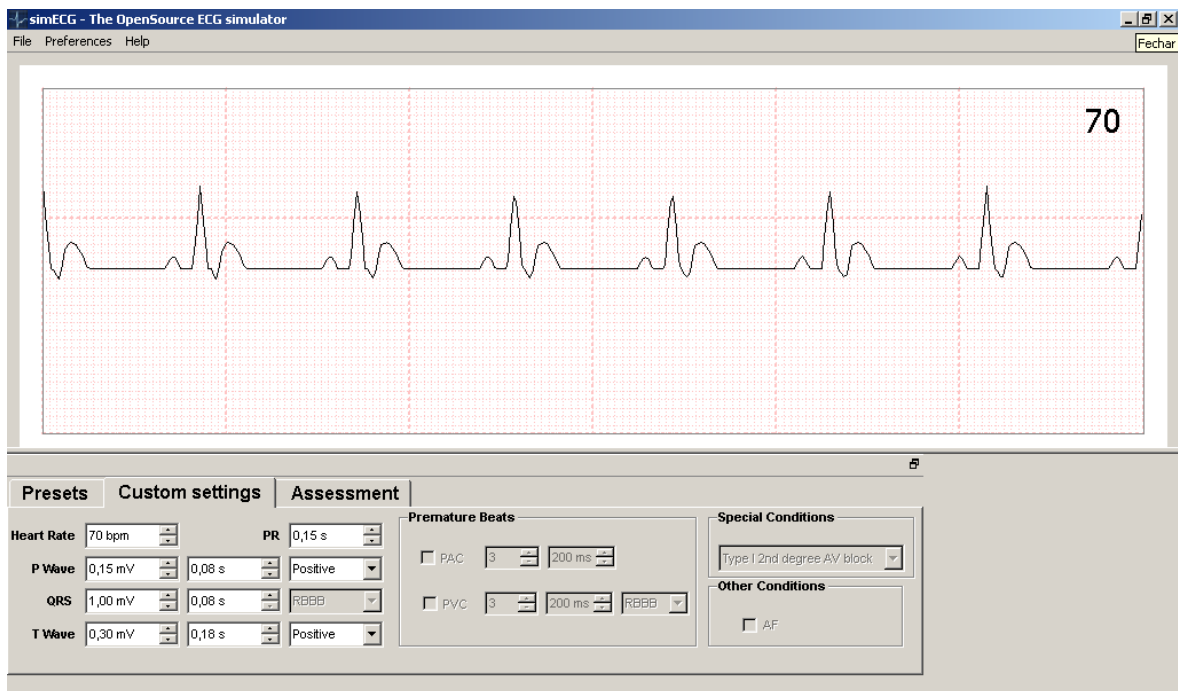 simECG - The OpenSource ECG simulator
File Preferences Help
Fechar
70
Presets Custom settings Assessment
Heart Rate 70 bpm PR 0,15 s
P Wave 0,15 mV 0,08 s Positive
QRS 1,00 mV 0,08 s RBBB
T Wave 0,30 mV 0,18 s Positive
Premature Beats
PAC 3 200 ms
PVC 3 200 ms RBBB
Special Conditions
Type I 2nd degree AV block
Other Conditions
AF